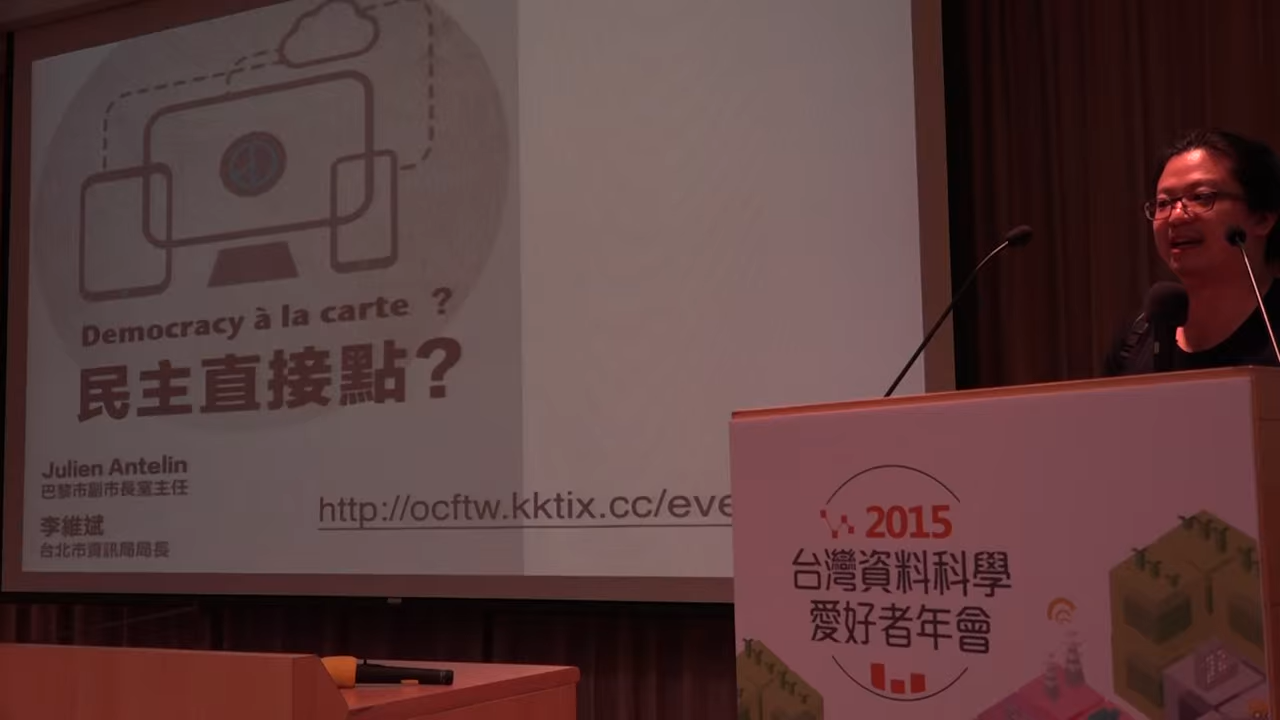 Democracy à la carte ?
民主直接點?
Julien Antelin
巴黎市副市長室主任
李維斌
台北市資訊局局長
http://ocftw.kktix.cc/eve
2015
台灣資料科學
愛好者年會